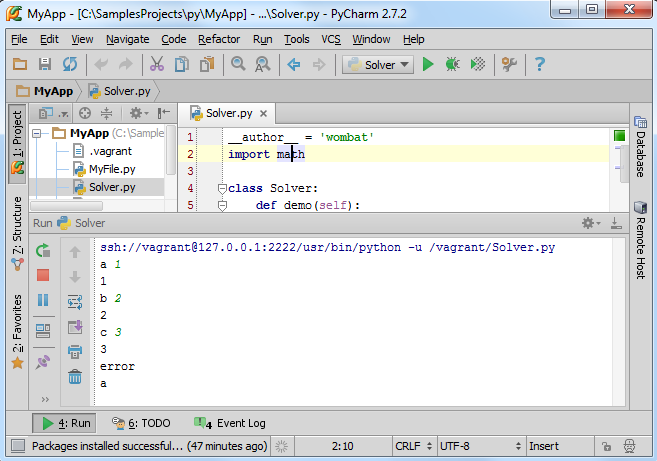 MyApp - [C:\SamplesProjects\py\MyApp] - ...\Solver.py - PyCharm 2.7.2
File Edit View Navigate Code Refactor Run Tools VCS Window Help
Solver
MyApp Solver.py
1: Project
Solver.py
MyApp (C:\Sample
.vagrant
MyFile.py
Solver.py
1 __author__ = 'wombat'
2 import math
3
4 class Solver:
5 def demo(self):
Database
Remote Host
7: Structure
2: Favorites
Run Solver
ssh://vagrant@127.0.0.1:2222/usr/bin/python -u /vagrant/Solver.py
a 1
1
b 2
2
c 3
3
error
a
4: Run 6: TODO 4 Event Log
Packages installed successful... (47 minutes ago) 2:10 CRLF UTF-8 Insert